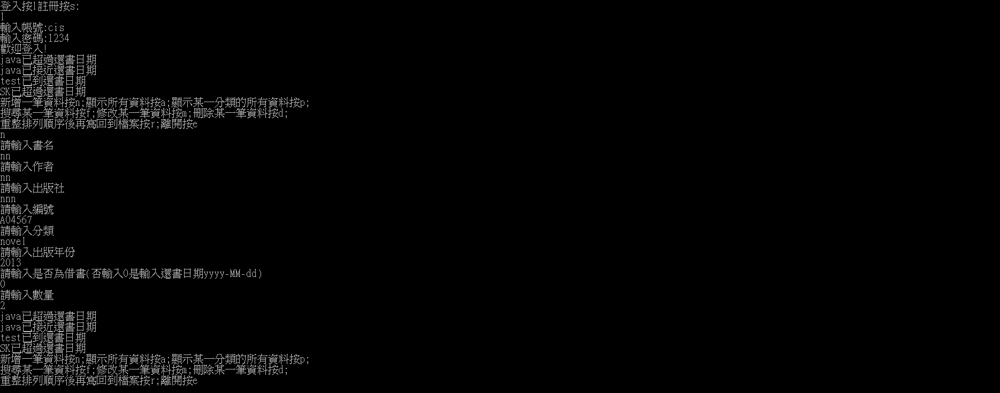 登入按l註冊按s:
l
輸入帳號:cis
輸入密碼:1234
歡迎登入!
java已超過還書日期
java已接近還書日期
test已到還書日期
SK已超過還書日期
新增一筆資料按n;顯示所有資料按a;顯示某一分類的所有資料按p;
搜尋某一筆資料按f;修改某一筆資料按m;刪除某一筆資料按d;
重整排列順序後再寫回到檔案按r;離開按e
n
請輸入書名
nn
請輸入作者
nn
請輸入出版社
nnn
請輸入編號
A04567
請輸入分類
novel
請輸入出版年份
2013
請輸入是否為借書(否輸入0是輸入還書日期yyyy-MM-dd)
0
請輸入數量
2
java已超過還書日期
java已接近還書日期
test已到還書日期
SK已超過還書日期
新增一筆資料按n;顯示所有資料按a;顯示某一分類的所有資料按p;
搜尋某一筆資料按f;修改某一筆資料按m;刪除某一筆資料按d;
重整排列順序後再寫回到檔案按r;離開按e